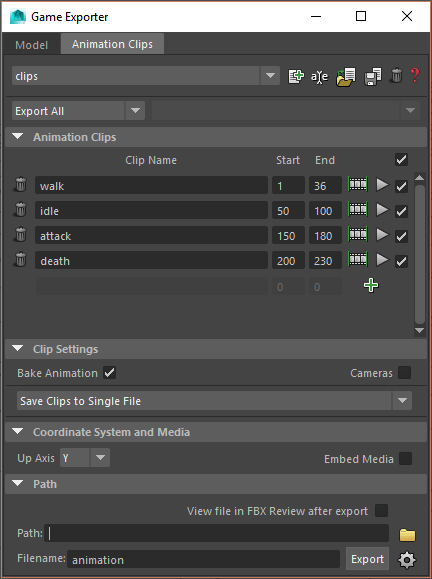 Game Exporter
Model Animation Clips
clips aʃe ?
Export All
Animation Clips
Clip Name Start End
walk 1 36
idle 50 100
attack 150 180
death 200 230
0 0
Clip Settings
Bake Animation Cameras
Save Clips to Single File
Coordinate System and Media
Up Axis Y Embed Media
Path
View file in FBX Review after export
Path:
Filename: animation Export